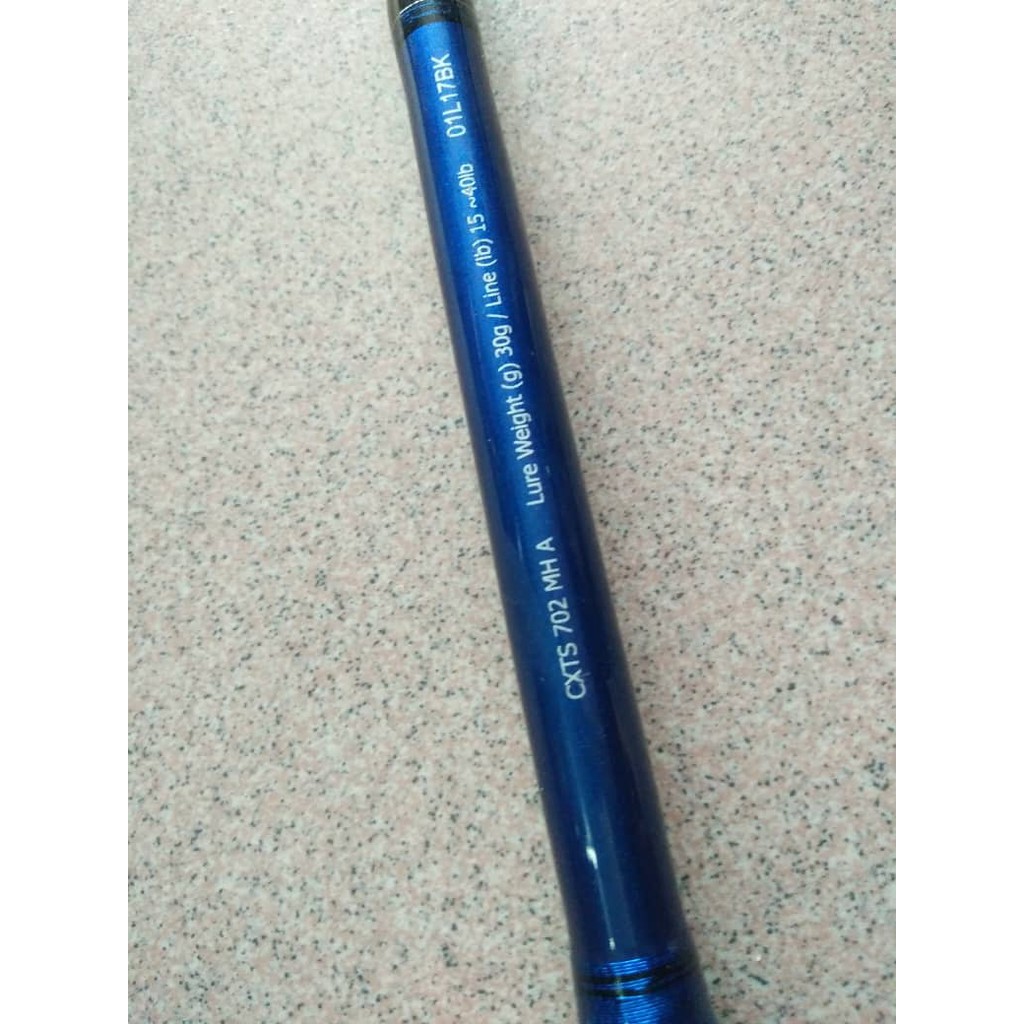 CXTS 702 MH A Lure Weight (g) 30g / Line (lb) 15 ~40lb 01L17BK